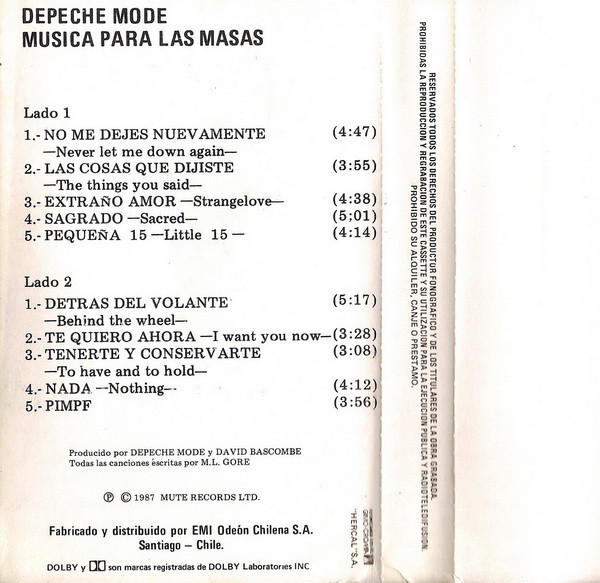 DEPECHE MODE
MUSICA PARA LAS MASAS
Lado 1
1.- NO ME DEJES NUEVAMENTE (4:47)
—Never let me down again—
2.- LAS COSAS QUE DIJISTE (3:55)
—The things you said—
3.- EXTRAÑO AMOR —Strangelove— (4:38)
4.- SAGRADO —Sacred— (5;01)
5.- PEQUEÑA 15 —Little 15 — (4:14)
Lado 2
1.- DETRAS DEL VOLANTE (5:17)
—Behind the wheel—
2.- TE QUIERO AHORA —I want you now— (3:28)
3.- TENERTE Y CONSERVARTE (3:08)
—To have and to hold—
4.- NADA —Nothing-- (4:12)
5.- PIMPF (3:56)
Producido por DEPECHE MODE y DAVID BASCOMBE
Todas las canciones escritas por M.L. GORE
Ⓟ © 1987 MUTE RECORDS LTD.
Fabricado y distribuido por EMI Odeón Chilena S.A.
Santiago – Chile.
DOLBY y DD son marcas registradas de DOLBY Laboratories INC
"HERCAL" S.A.
RESERVADOS TODOS LOS DERECHOS DEL PRODUCTOR FONOGRAFICO Y DE LOS TITULARES DE LA OBRA GRABADA.
PROHIBIDAS LA REPRODUCCION Y REGRABACION DE ESTE CASSETTE Y SU UTILIZACION PARA LA EJECUCION PUBLICA Y RADIOTELEDIFUSION.
PROHIBIDO SU ALQUILER, CANJE O PRESTAMO.